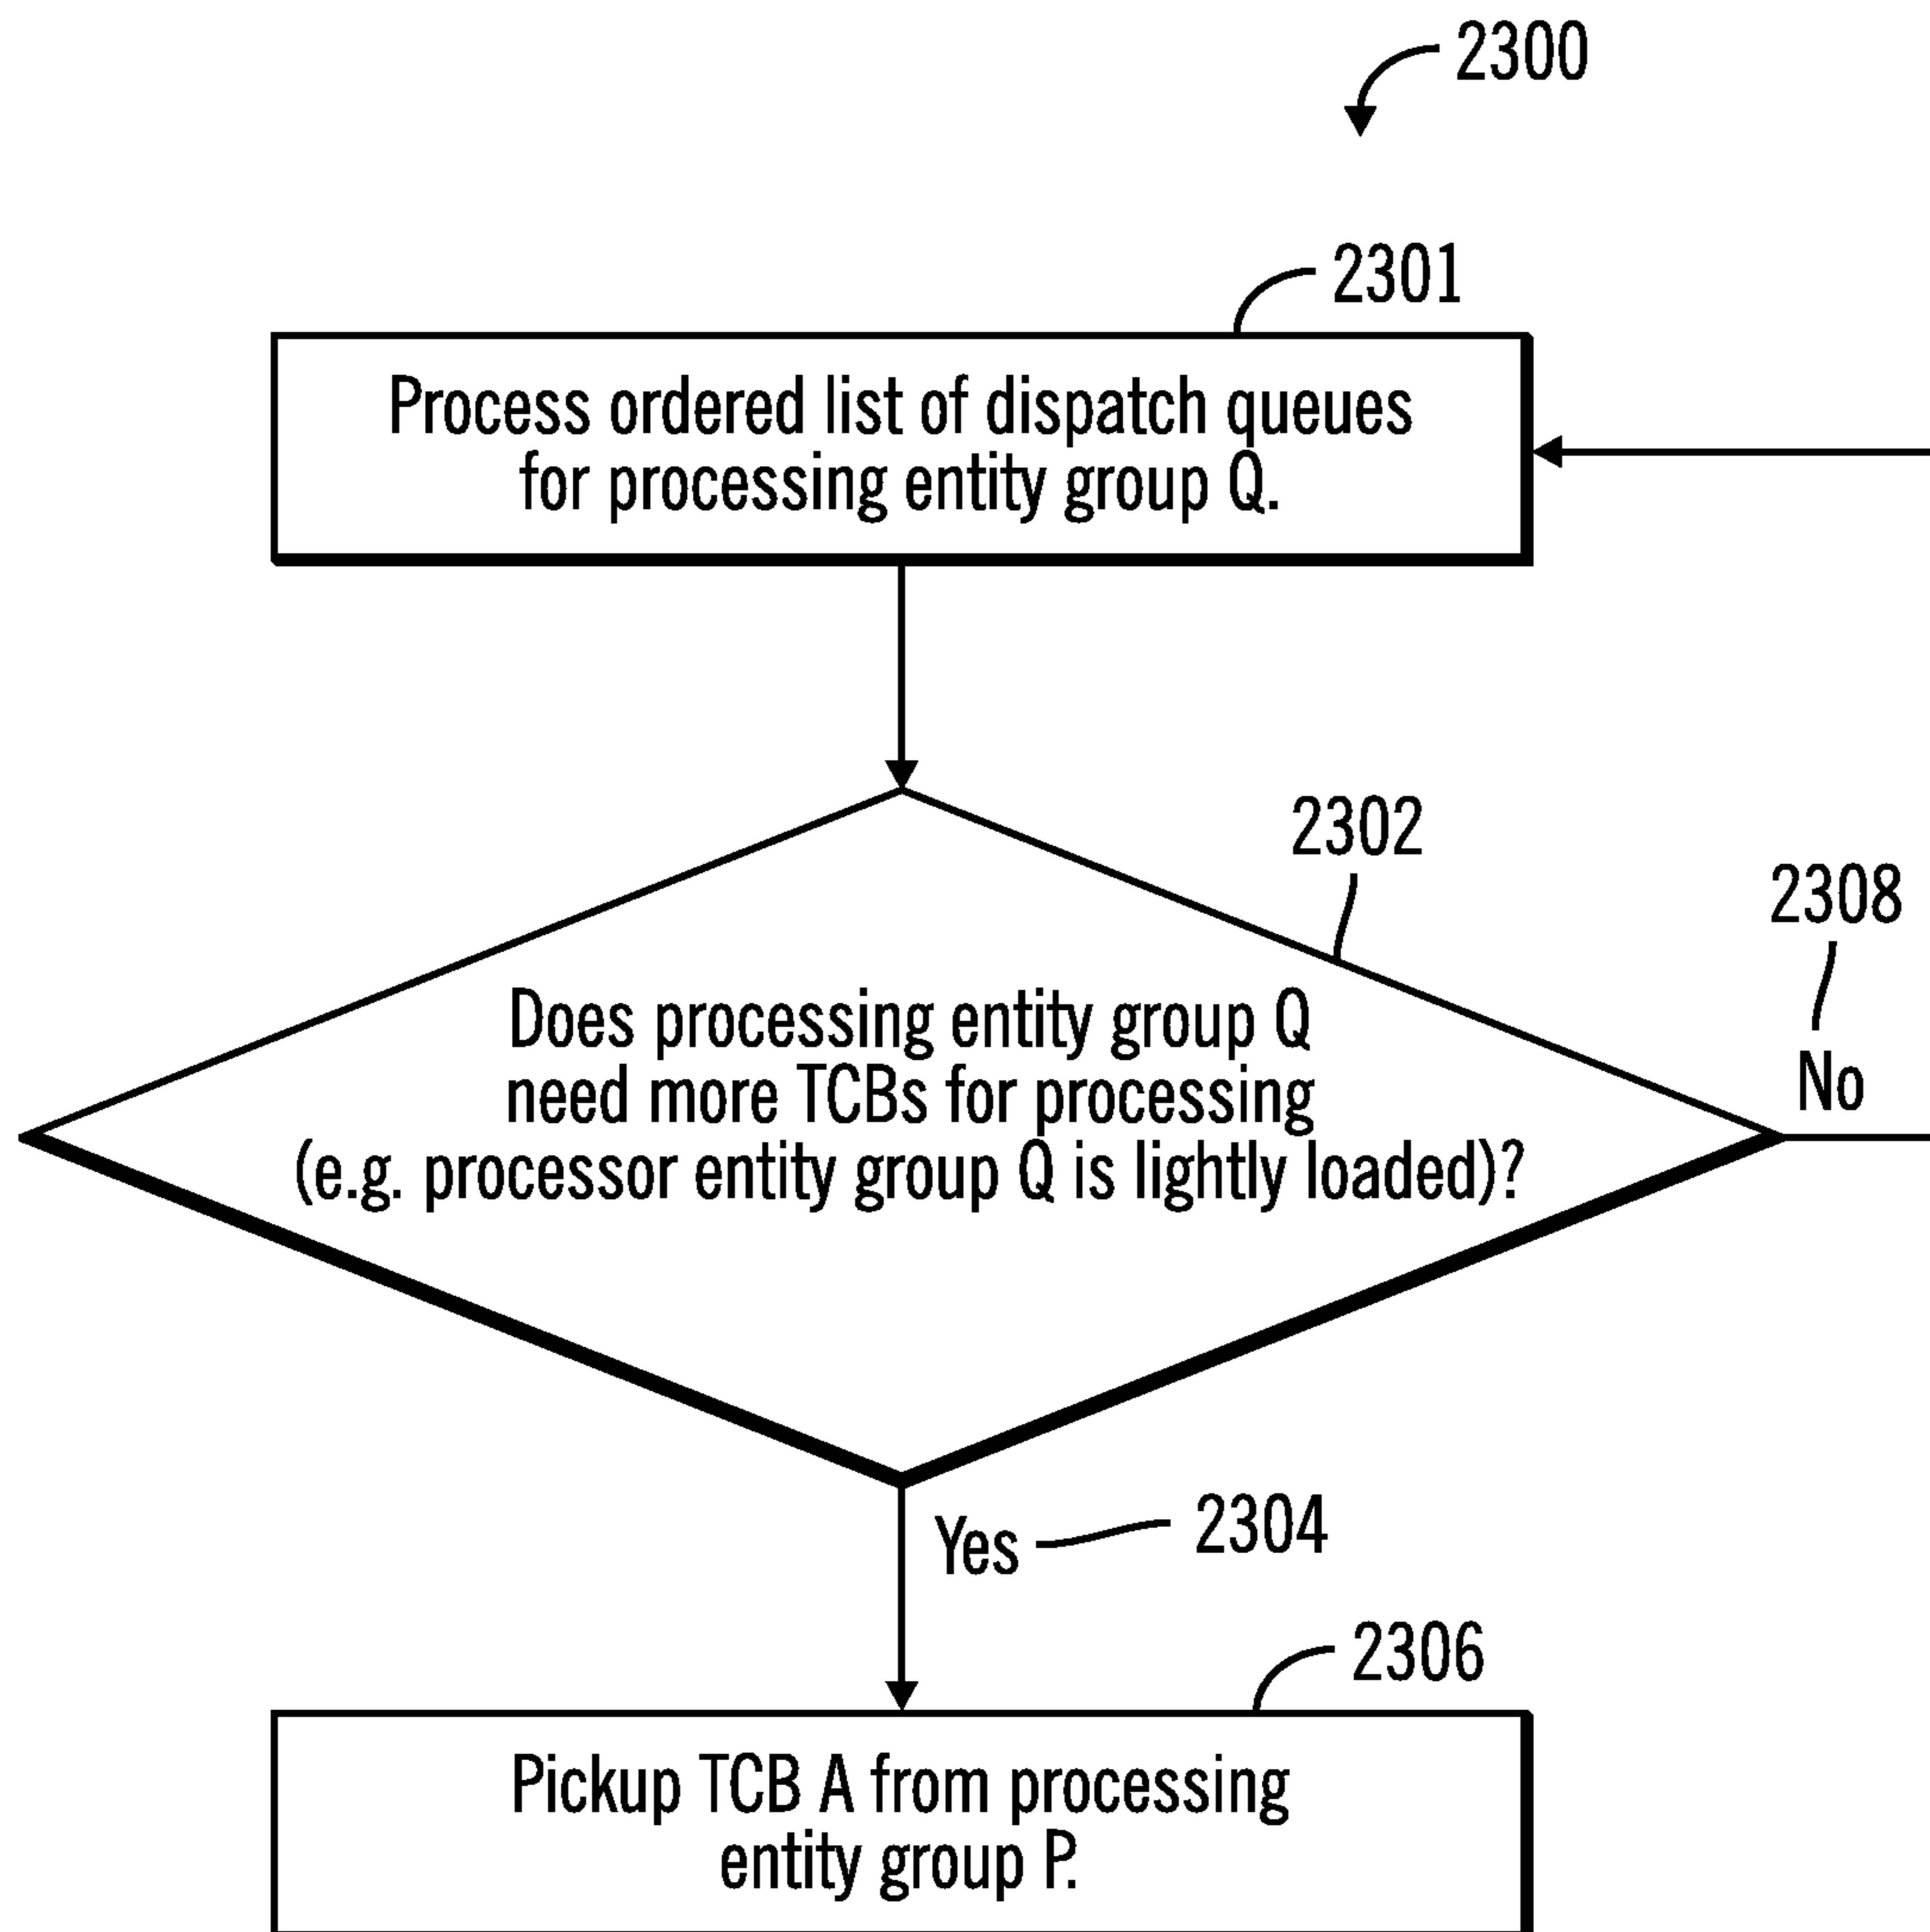 2300
2301
Process ordered list of dispatch queues
for processing entity group Q.
2302
2308
Does processing entity group Q
need more TCBs for processing
(e.g. processor entity group Q is lightly loaded)?
No
Yes
2304
2306
Pickup TCB A from processing
entity group P.